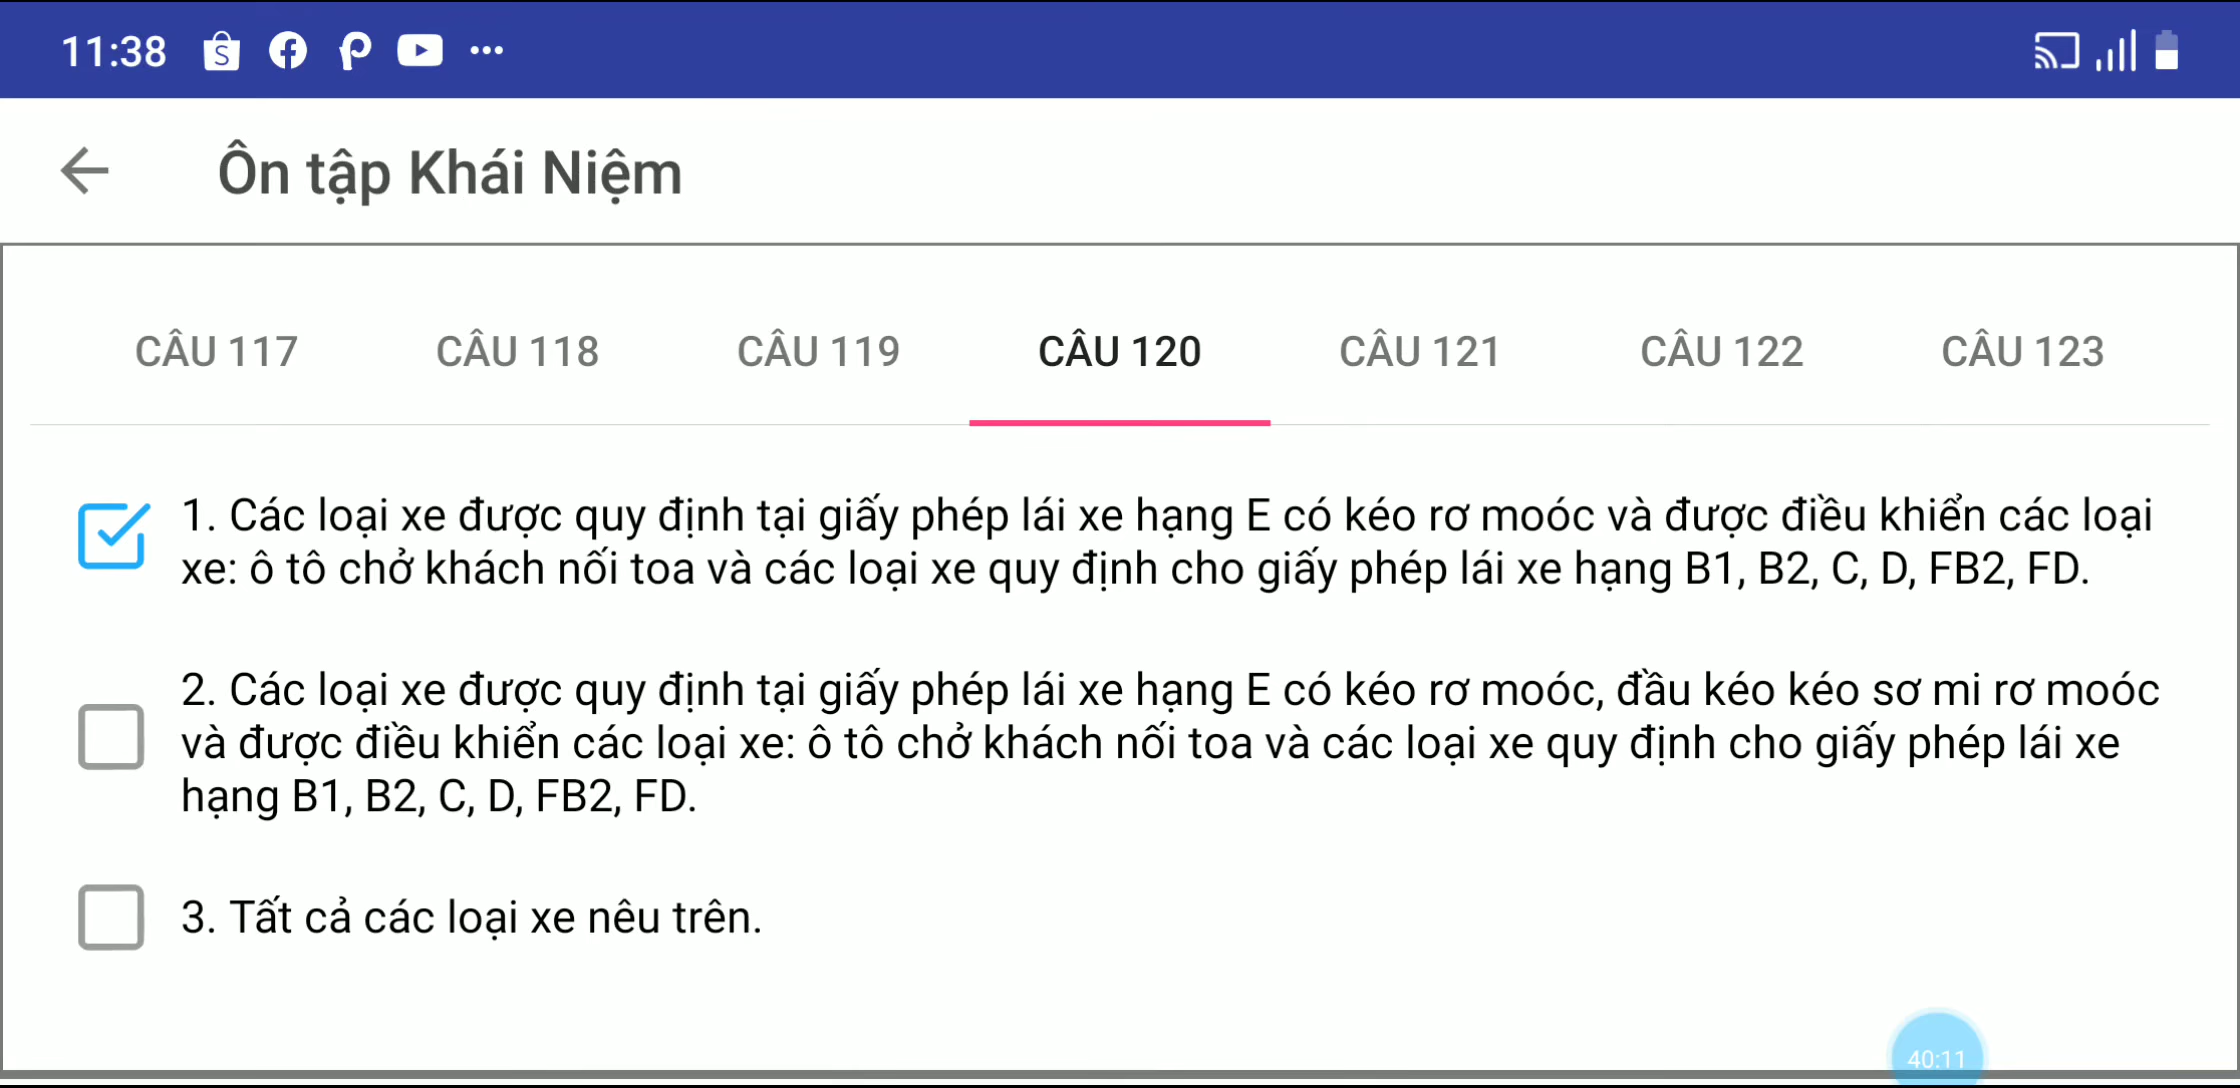 11:38
Ôn tập Khái Niệm
CÂU 117 CÂU 118 CÂU 119 CÂU 120 CÂU 121 CÂU 122 CÂU 123
1. Các loại xe được quy định tại giấy phép lái xe hạng E có kéo rơ moóc và được điều khiển các loại
xe: ô tô chở khách nối toa và các loại xe quy định cho giấy phép lái xe hạng B1, B2, C, D, FB2, FD.
2. Các loại xe được quy định tại giấy phép lái xe hạng E có kéo rơ moóc, đầu kéo kéo sơ mi rơ moóc
và được điều khiển các loại xe: ô tô chở khách nối toa và các loại xe quy định cho giấy phép lái xe
hạng B1, B2, C, D, FB2, FD.
3. Tất cả các loại xe nêu trên.
40:11